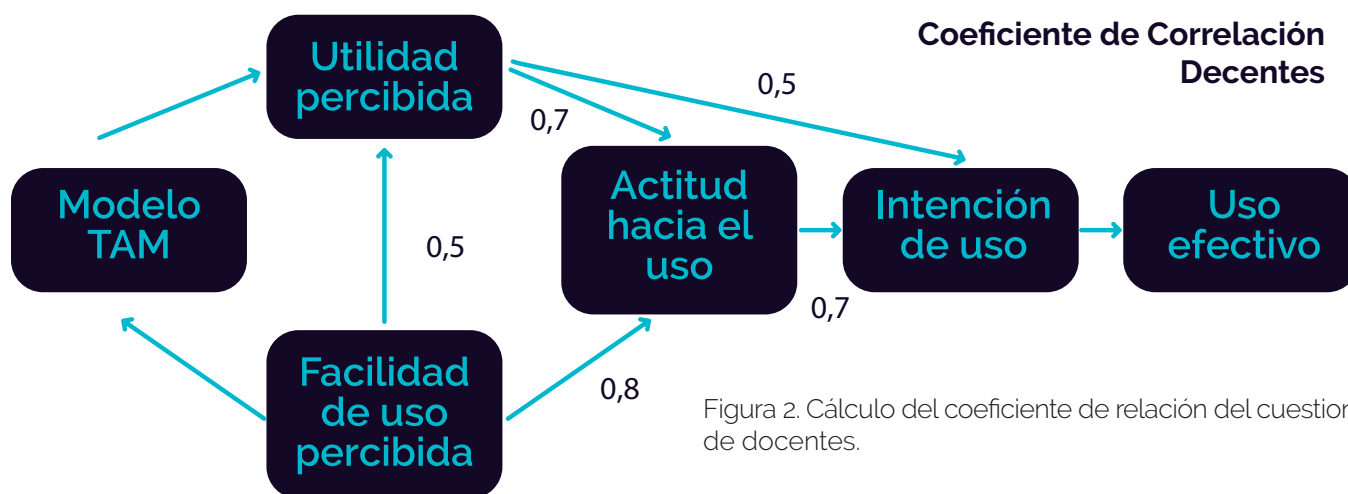 Coeficiente de Correlación
Decentes
Utilidad
percibida
0,5
0,7
Modelo
TAM
0,5
Actitud
hacia el
uso
Intención
de uso
Uso
efectivo
0,7
Facilidad
de uso
percibida
0,8
Figura 2. Cálculo del coeficiente de relación del
de docentes.